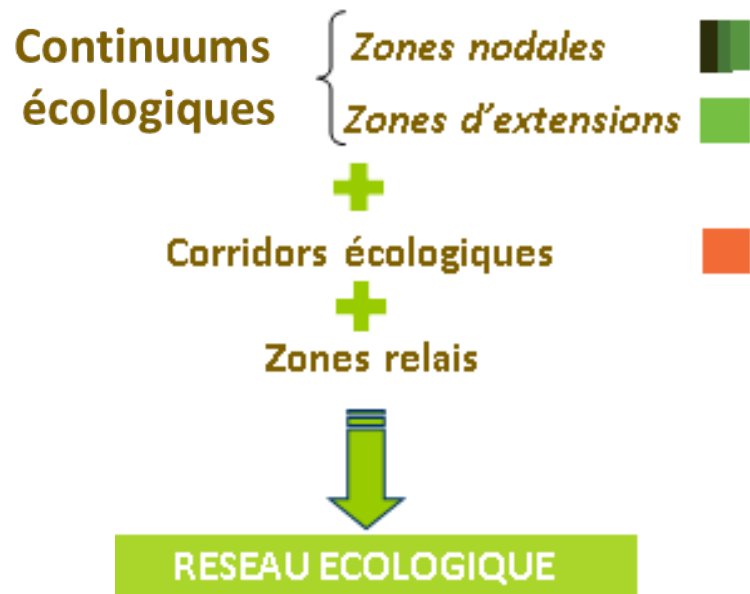 Continuums
écologiques
Zones nodales
Zones d'extensions
Corridors écologiques
Zones relais
RESEAU ECOLOGIQUE